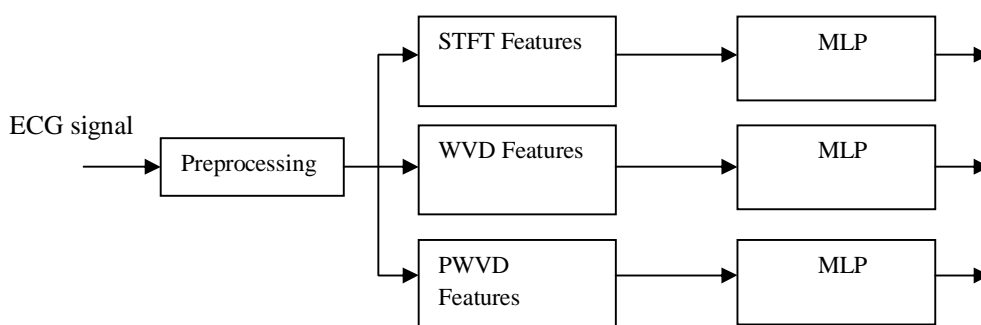 STFT Features
MLP
ECG signal
Preprocessing
WVD Features
MLP
PWVD
Features
MLP